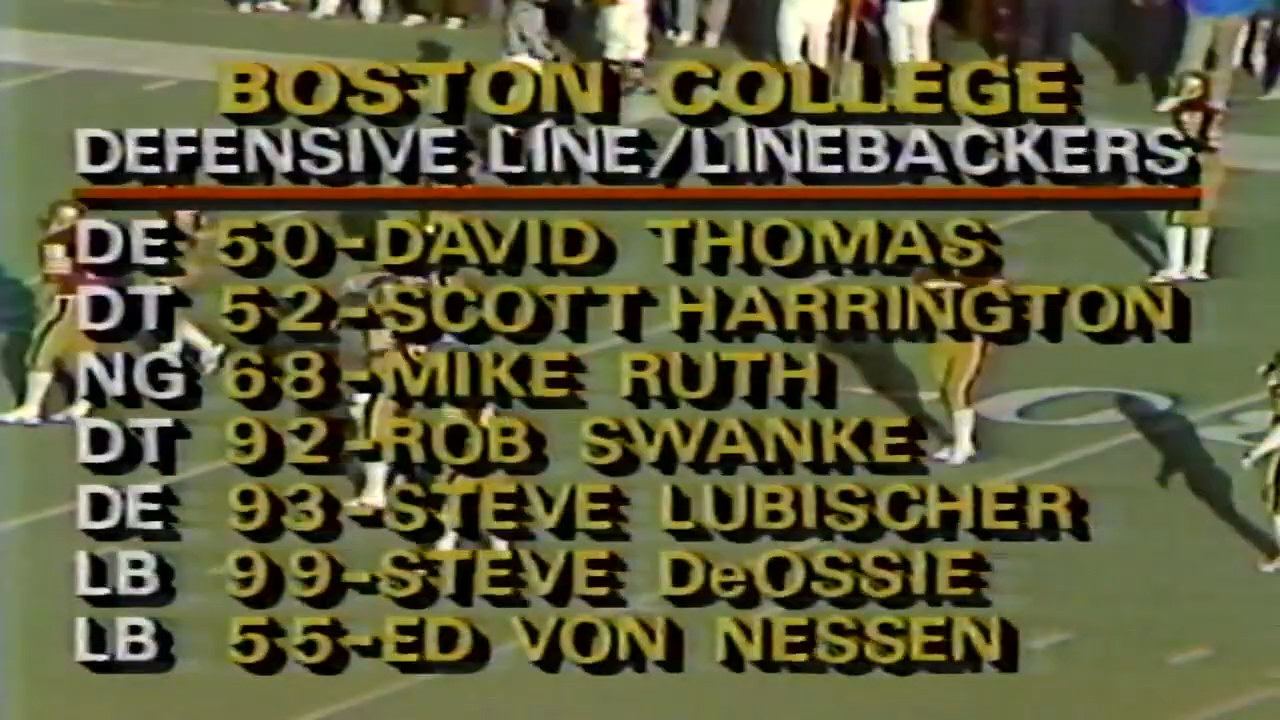 BOSTON COLLEGE
DEFENSIVE LINE/LINEBACKERS
DE 50-DAVID THOMAS
DT 52-SCOTT HARRINGTON
NG 68-MIKE RUTH
DT 92-ROB SWANKE
DE 93-STEVE LUBISCHER
LB 99-STEVE DeOSSIE
LB 55-ED VON NESSEN